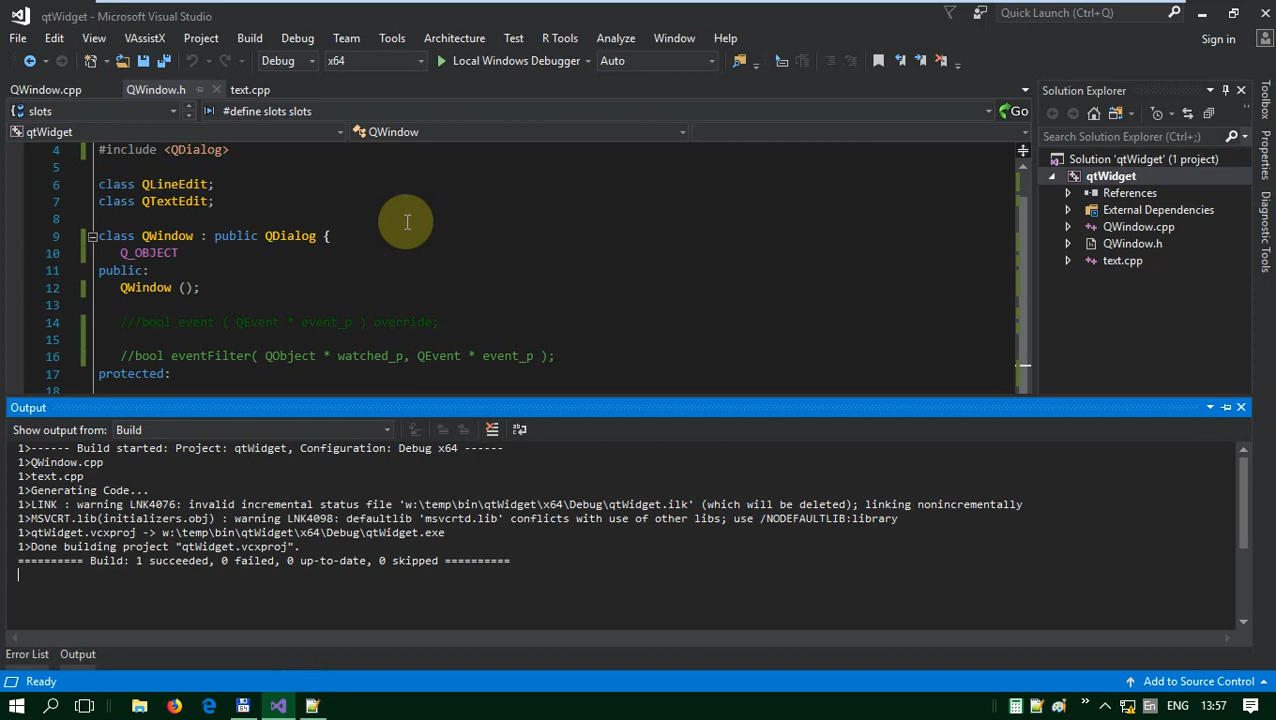 qtWidget - Microsoft Visual Studio
Quick Launch (Ctrl+Q)
File Edit View VAssistX Project Build Debug Team Tools Architecture Test R Tools Analyze Window Help
Sign in
Debug x64 Local Windows Debugger Auto
QWindow.cpp QWindow.h text.cpp
slots #define slots slots Go
qtWidget QWindow
4 #include <QDialog>
5
6 class QLineEdit;
7 class QTextEdit;
8
9 class QWindow : public QDialog {
10 Q_OBJECT
11 public:
12 QWindow ();
13
14 ///bool event ( QEvent * event_p ) override;
15
16 //bool eventFilter( QObject * watched_p, QEvent * event_p );
17 protected:
18
Solution Explorer
Search Solution Explorer (Ctrl+;)
Solution 'qtWidget' (1 project)
qtWidget
References
External Dependencies
QWindow.cpp
QWindow.h
text.cpp
Toolbox
Properties
Diagnostic Tools
Output
Show output from: Build
1>------ Build started: Project: qtWidget, Configuration: Debug x64 ------
1>QWindow.cpp
1>text.cpp
1>Generating Code...
1>LINK : warning LNK4076: invalid incremental status file 'w:\temp\bin\qtWidget\x64\Debug\qtWidget.ilk' (which will be deleted); linking nonincrementally
1>MSVCRT.lib(initializers.obj) : warning LNK4098: defaultlib 'msvcrtd.lib' conflicts with use of other libs; use /NODEFAULTLIB:library
1>qtWidget.vcxproj -> w:\temp\bin\qtWidget\x64\Debug\qtWidget.exe
1>Done building project "qtWidget.vcxproj".
========== Build: 1 succeeded, 0 failed, 0 up-to-date, 0 skipped ==========
Error List Output
Ready
Add to Source Control
En ENG 13:57